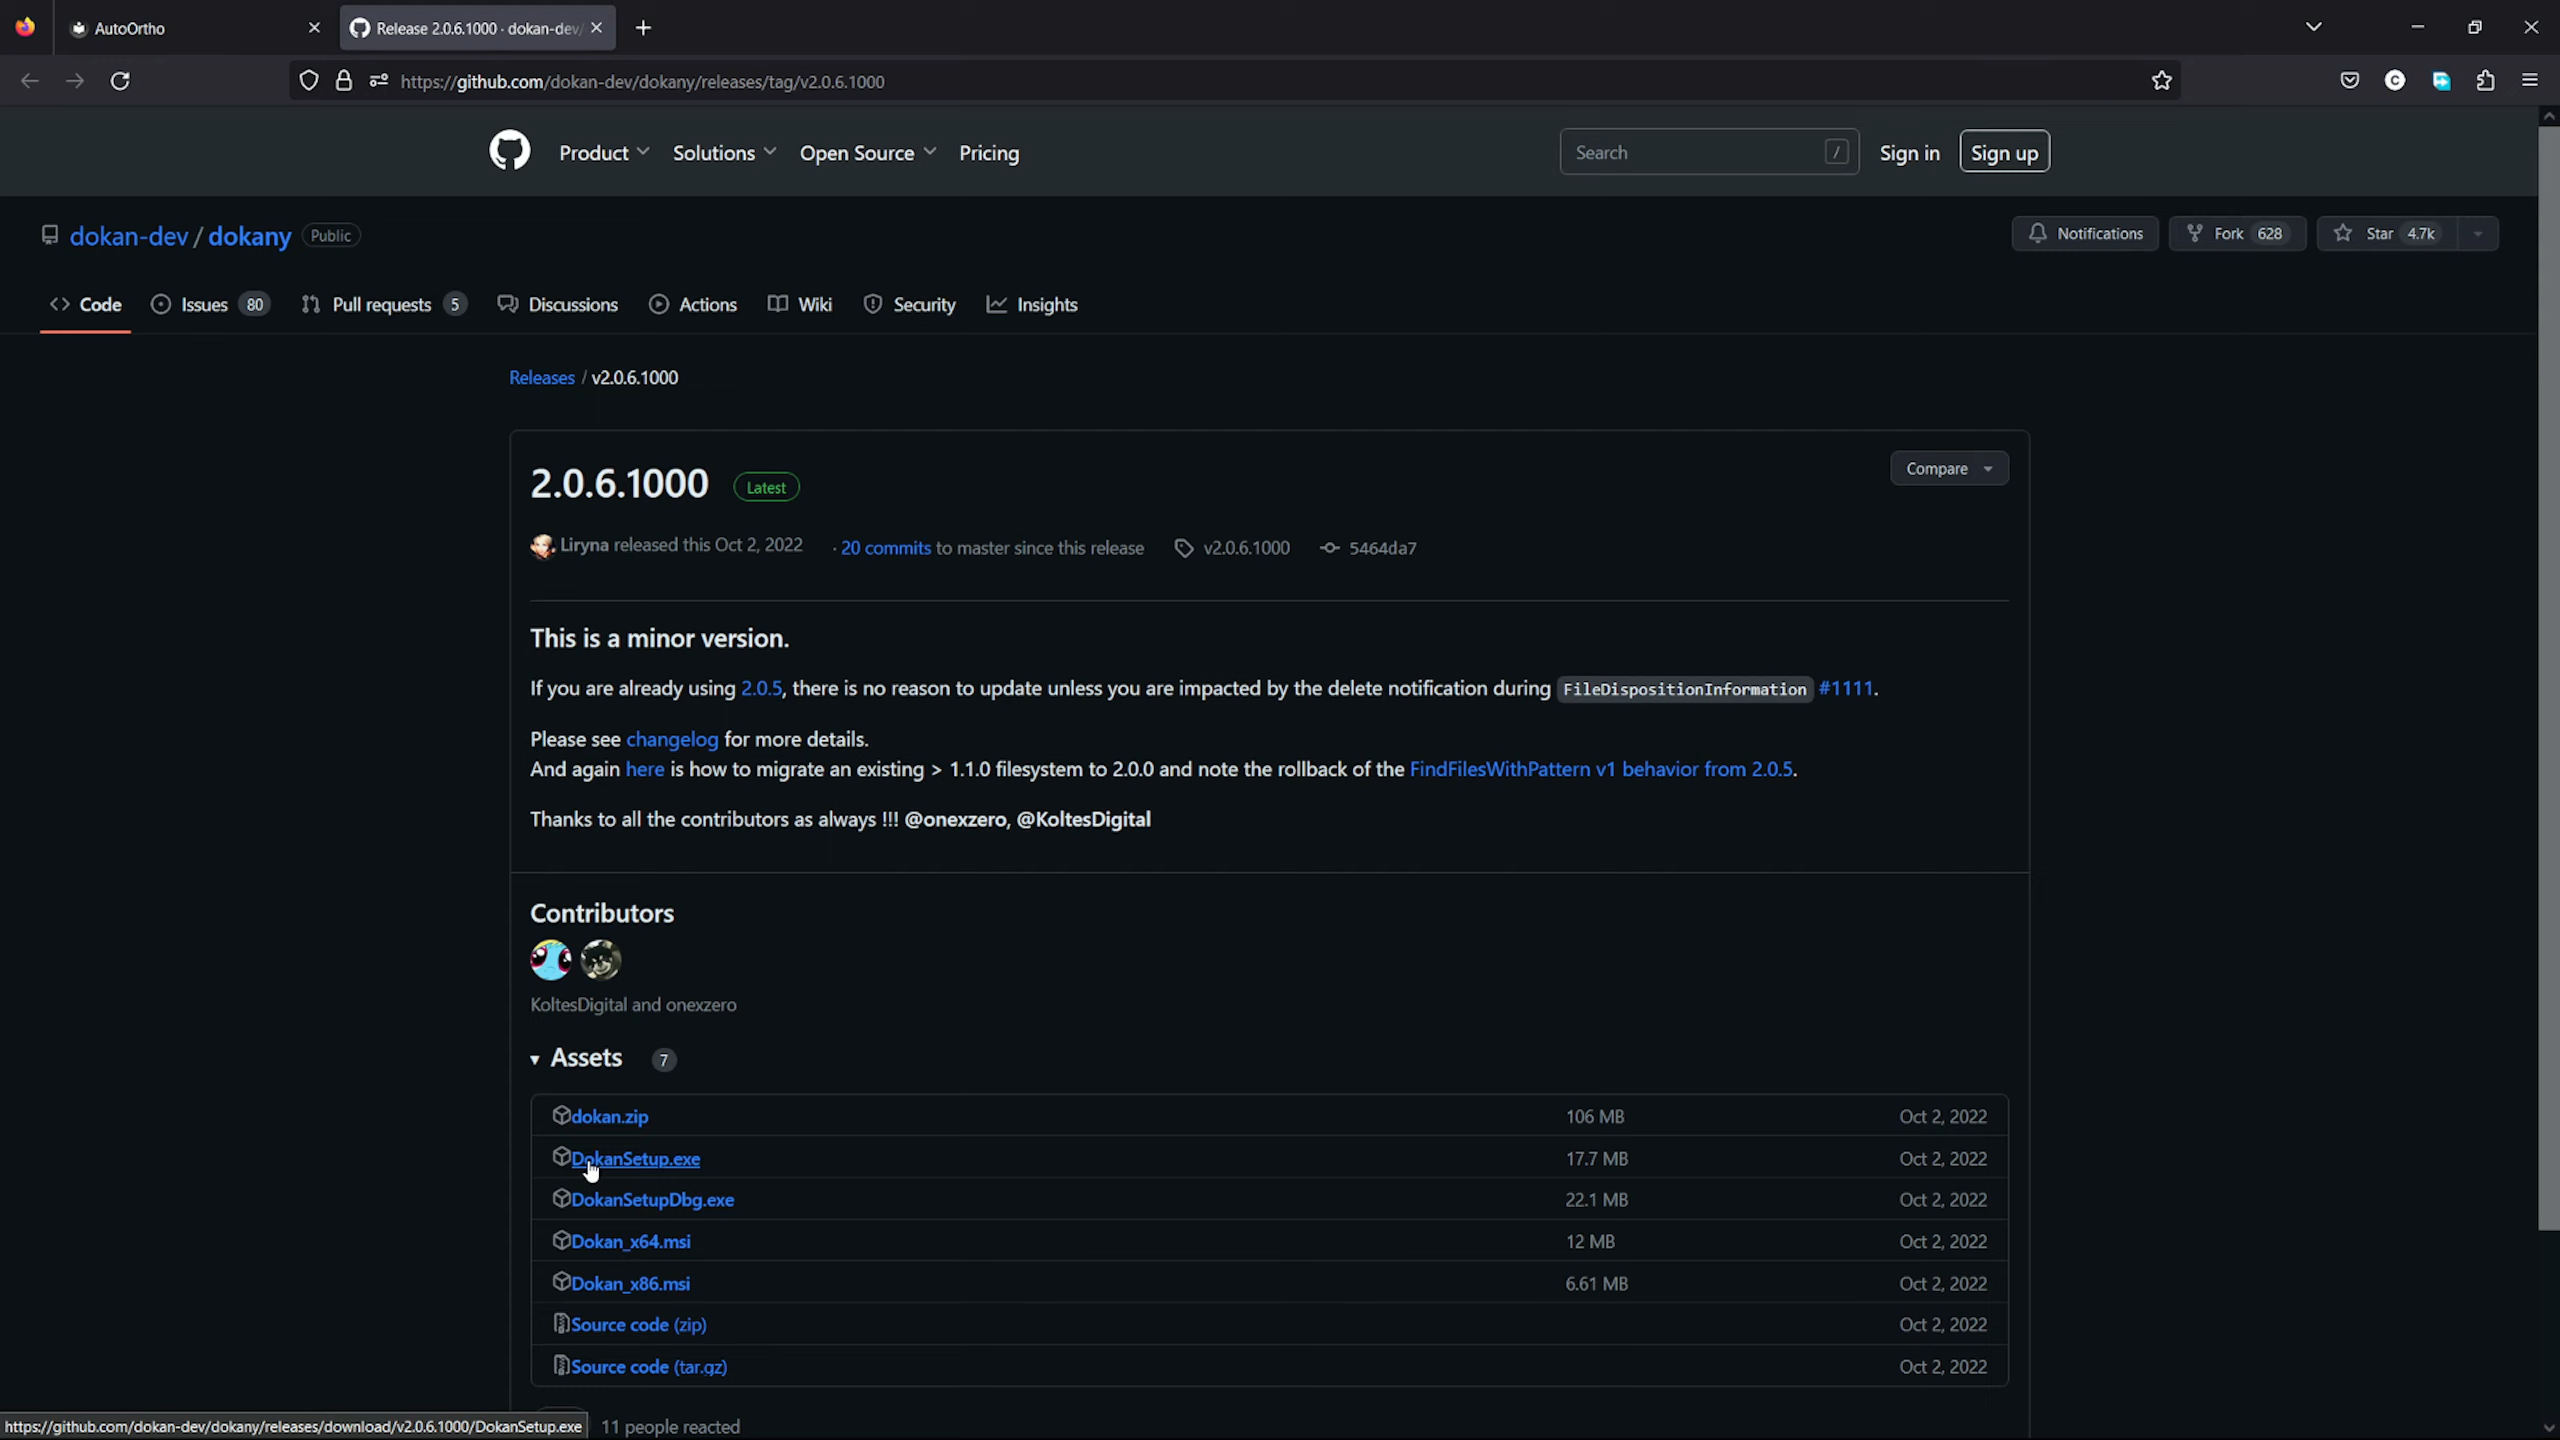 AutoOrtho
Release 2.0.6.1000 · dokan-dev/
https://github.com/dokan-dev/dokany/releases/tag/v2.0.6.1000
Product Solutions Open Source Pricing Search / Sign in Sign up
dokan-dev / dokany Public Notifications Fork 628 Star 4.7k
Code Issues 80 Pull requests 5 Discussions Actions Wiki Security Insights
Releases / v2.0.6.1000
2.0.6.1000 Latest Compare
Liryna released this Oct 2, 2022 · 20 commits to master since this release v2.0.6.1000 5464da7
This is a minor version.
If you are already using 2.0.5, there is no reason to update unless you are impacted by the delete notification during FileDispositionInformation #1111.
Please see changelog for more details.
And again here is how to migrate an existing > 1.1.0 filesystem to 2.0.0 and note the rollback of the FindFilesWithPattern v1 behavior from 2.0.5.
Thanks to all the contributors as always !!! @onexzero, @KoltesDigital
Contributors
KoltesDigital and onexzero
Assets 7
dokan.zip 106 MB Oct 2, 2022
DokanSetup.exe 17.7 MB Oct 2, 2022
DokanSetupDbg.exe 22.1 MB Oct 2, 2022
Dokan_x64.msi 12 MB Oct 2, 2022
Dokan_x86.msi 6.61 MB Oct 2, 2022
Source code (zip) Oct 2, 2022
Source code (tar.gz) Oct 2, 2022
https://github.com/dokan-dev/dokany/releases/download/v2.0.6.1000/DokanSetup.exe 11 people reacted